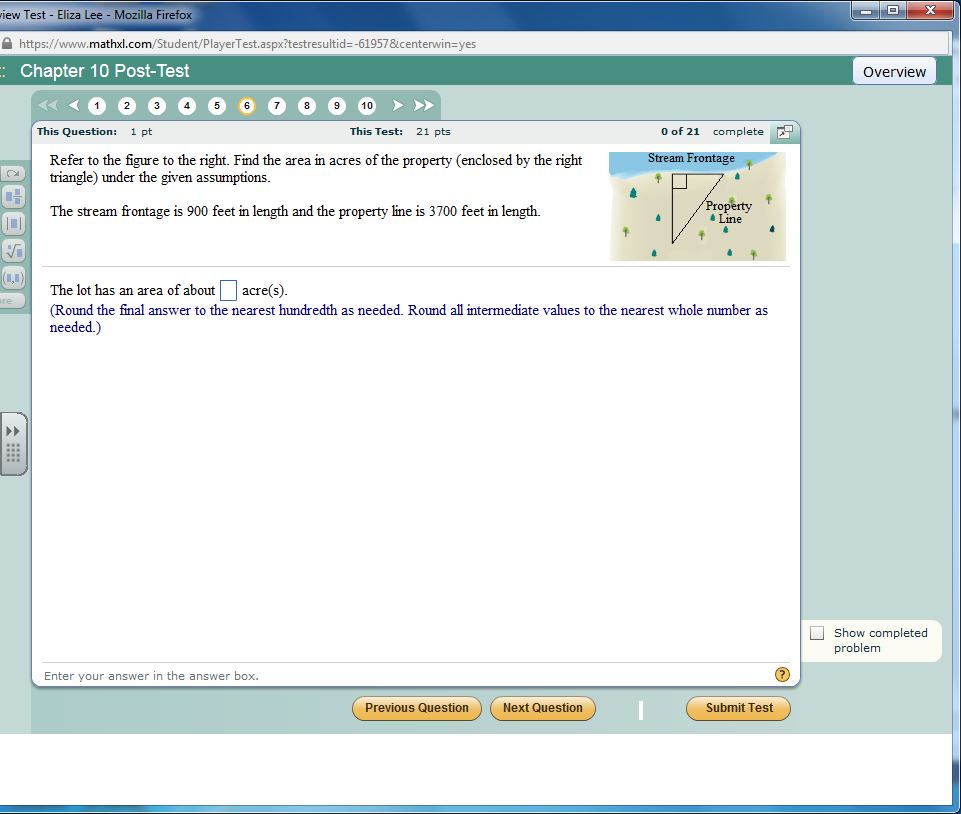 view Test - Eliza Lee - Mozilla Firefox
https://www.mathxl.com/Student/PlayerTest.aspx?testresultid=-61957&centerwin=yes
:: Chapter 10 Post-Test
Overview
1 2 3 4 5 6 7 8 9 10
This Question: 1 pt This Test: 21 pts 0 of 21 complete
Refer to the figure to the right. Find the area in acres of the property (enclosed by the right
triangle) under the given assumptions.
The stream frontage is 900 feet in length and the property line is 3700 feet in length.
Stream Frontage
Property
Line
The lot has an area of about acre(s).
(Round the final answer to the nearest hundredth as needed. Round all intermediate values to the nearest whole number as
needed.)
Show completed
problem
Enter your answer in the answer box.
?
Previous Question Next Question Submit Test